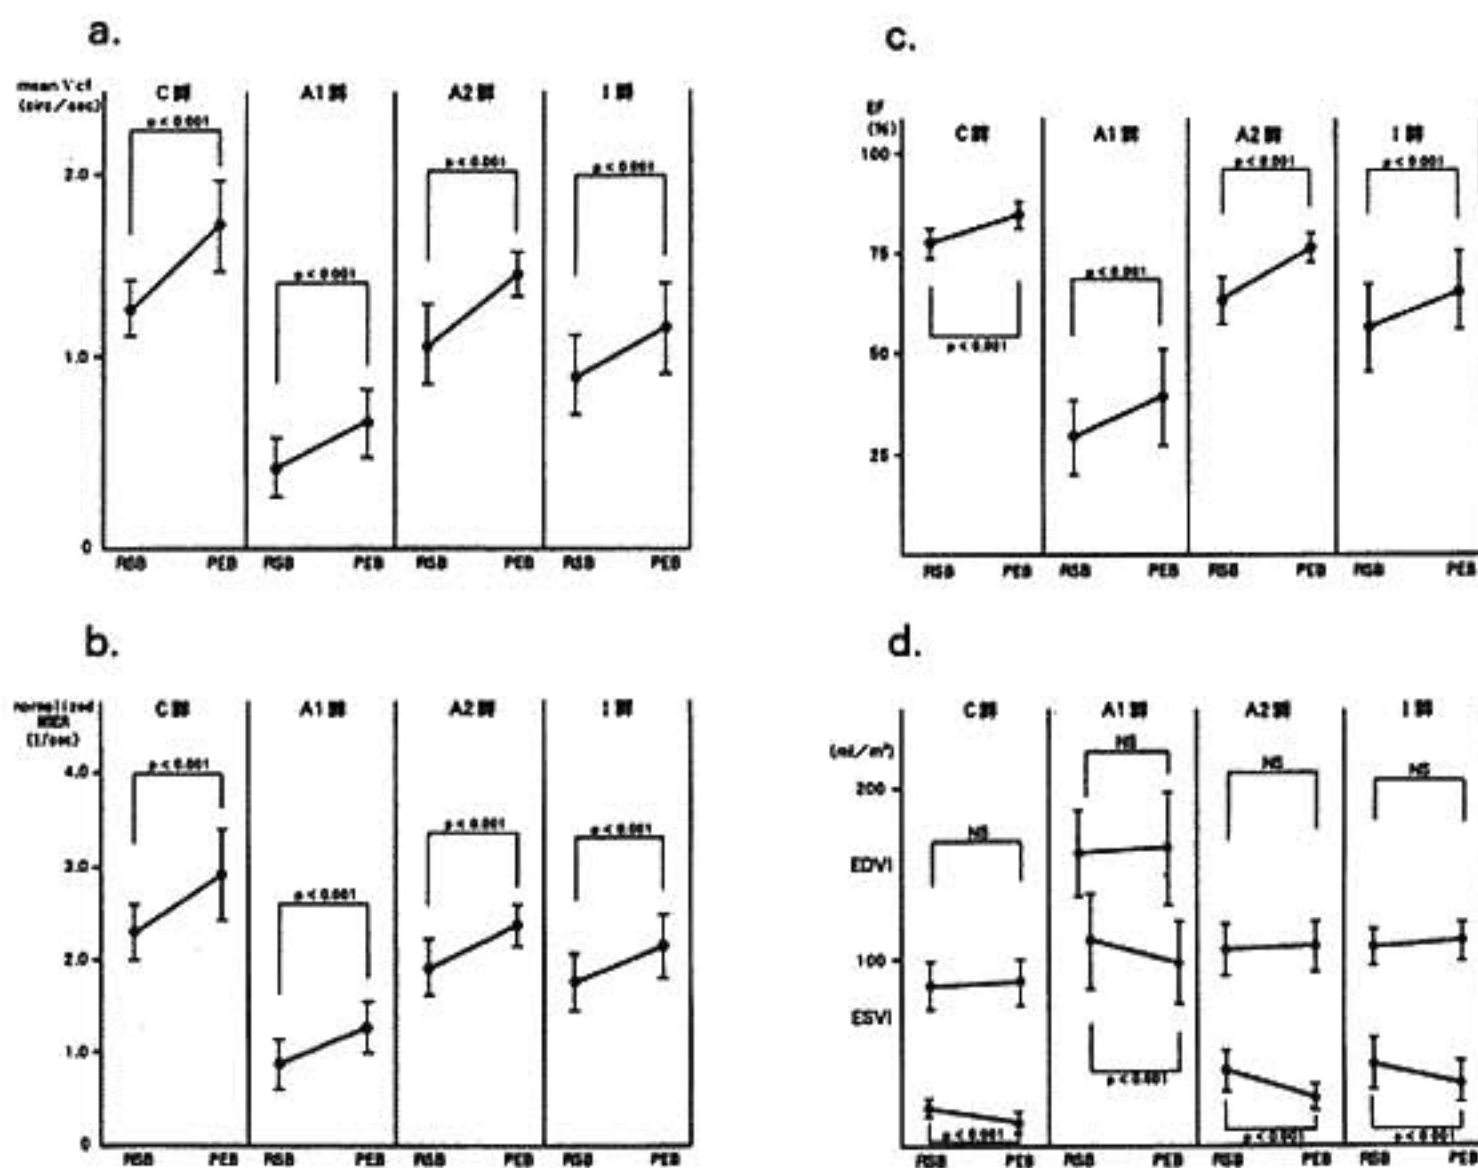 a.
mean Vcf
(circ/sec)
C群 A1群 A2群 I群
p<0.001
p<0.001
p<0.001
p<0.001
2.0
1.0
0
RSB PEB RSB PEB RSB PEB RSB PEB
b.
normalized
(1/sec)
C群 A1群 A2群 I群
p<0.001
p<0.001
p<0.001
p<0.001
4.0
3.0
2.0
1.0
0
RSB PEB RSB PEB RSB PEB RSB PEB
c.
EF
(%)
C群 A1群 A2群 I群
100
p<0.001
p<0.001
p<0.001
p<0.001
75
50
25
RSB PEB RSB PEB RSB PEB RSB PEB
d.
C群 A1群 A2群 I群
(ml/m²)
NS
NS
NS
NS
200
EDVI
100
ESVI
p<0.001
p<0.001
p<0.001
p<0.001
RSB PEB RSB PEB RSB PEB RSB PEB